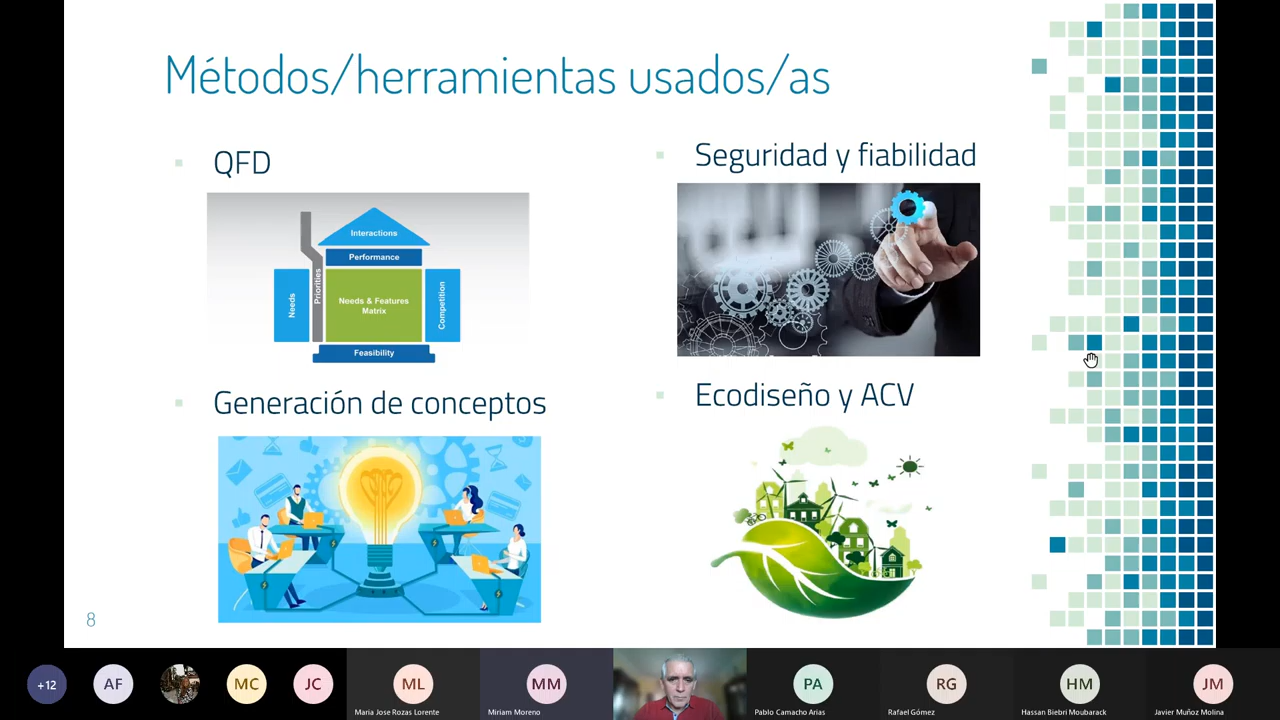 Métodos/herramientas usados/as
QFD
Interactions
Performance
Priorities
Needs
Needs & Features
Matrix
Competition
Feasibility
Seguridad y fiabilidad
Generación de conceptos
Ecodiseño y ACV
8
+12
AF
MC
JC
ML
MM
PA
RG
HM
JM
Maria Jose Rozas Lorente
Miriam Moreno
Pablo Camacho Arias
Rafael Gómez
Hassan Biebri Moubarack
Javier Muñoz Molina